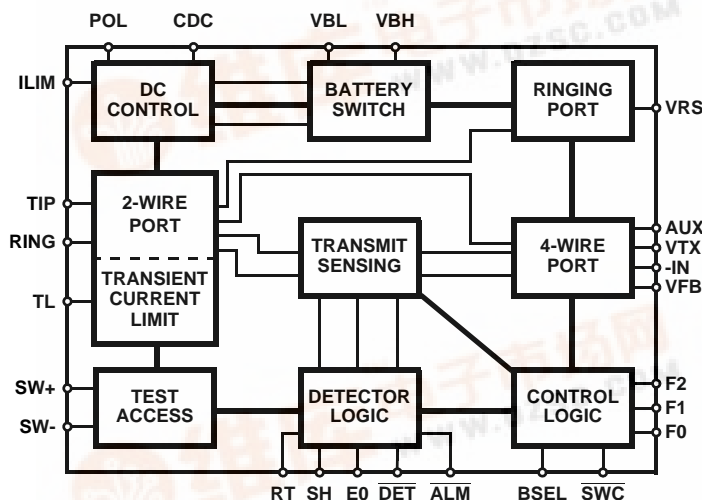 POL CDC VBL VBH
ILIM
DC
CONTROL
BATTERY
SWITCH
RINGING
PORT
VRS
TIP
RING
TL
2-WIRE
PORT
TRANSIENT
CURRENT
LIMIT
TRANSMIT
SENSING
4-WIRE
PORT
AUX
VTX
-IN
VFB
SW+
SW-
TEST
ACCESS
DETECTOR
LOGIC
CONTROL
LOGIC
F2
F1
F0
RT SH E0 DET ALM BSEL SWC